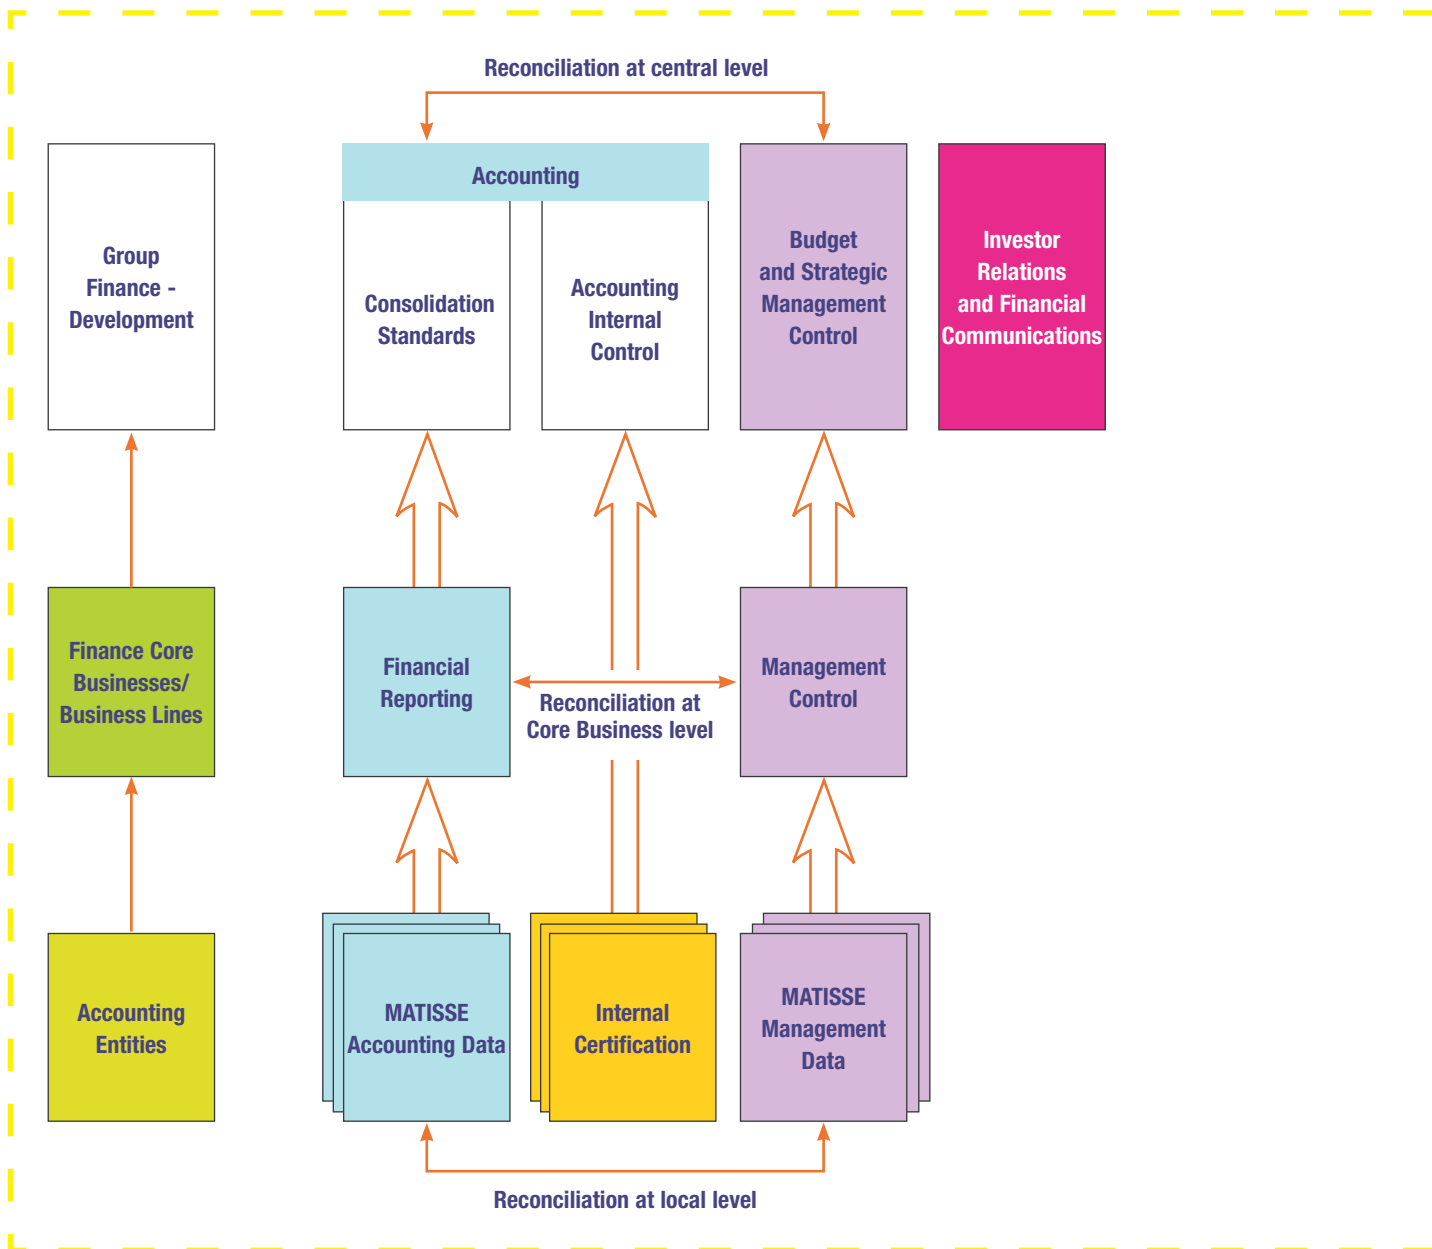 Reconciliation at central level
Accounting
Group
Finance -
Development
Consolidation
Standards
Accounting
Internal
Control
Budget
and Strategic
Management
Control
Investor
Relations
and Financial
Communications
Finance Core
Businesses/
Business Lines
Financial
Reporting
Reconciliation at
Core Business level
Management
Control
Accounting
Entities
MATISSE
Accounting Data
Internal
Certification
MATISSE
Management
Data
Reconciliation at local level